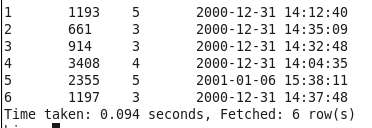 1 1193 5 2000-12-31 14:12:40
2 661 3 2000-12-31 14:35:09
3 914 3 2000-12-31 14:32:48
4 3408 4 2000-12-31 14:04:35
5 2355 5 2001-01-06 15:38:11
6 1197 3 2000-12-31 14:37:48
Time taken: 0.094 seconds, Fetched: 6 row(s)